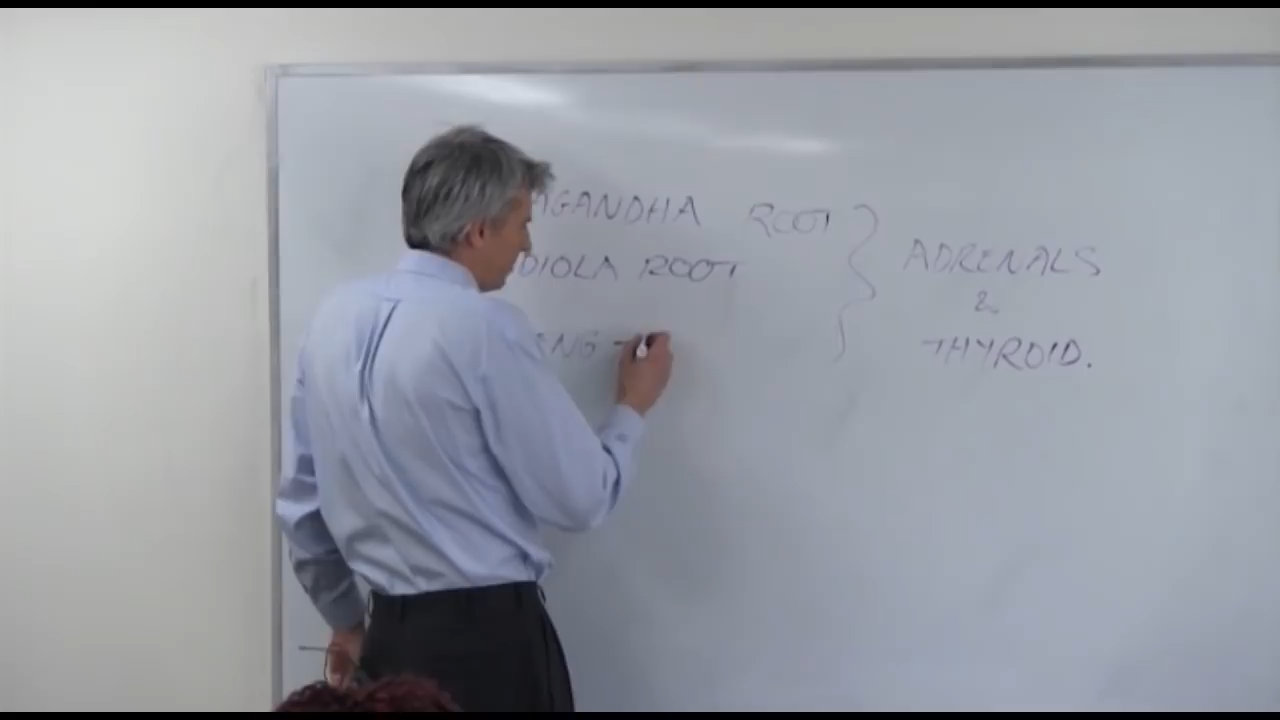 AGANDHA ROOT
DIOLA ROOT
ADRENALS
&
THYROID.